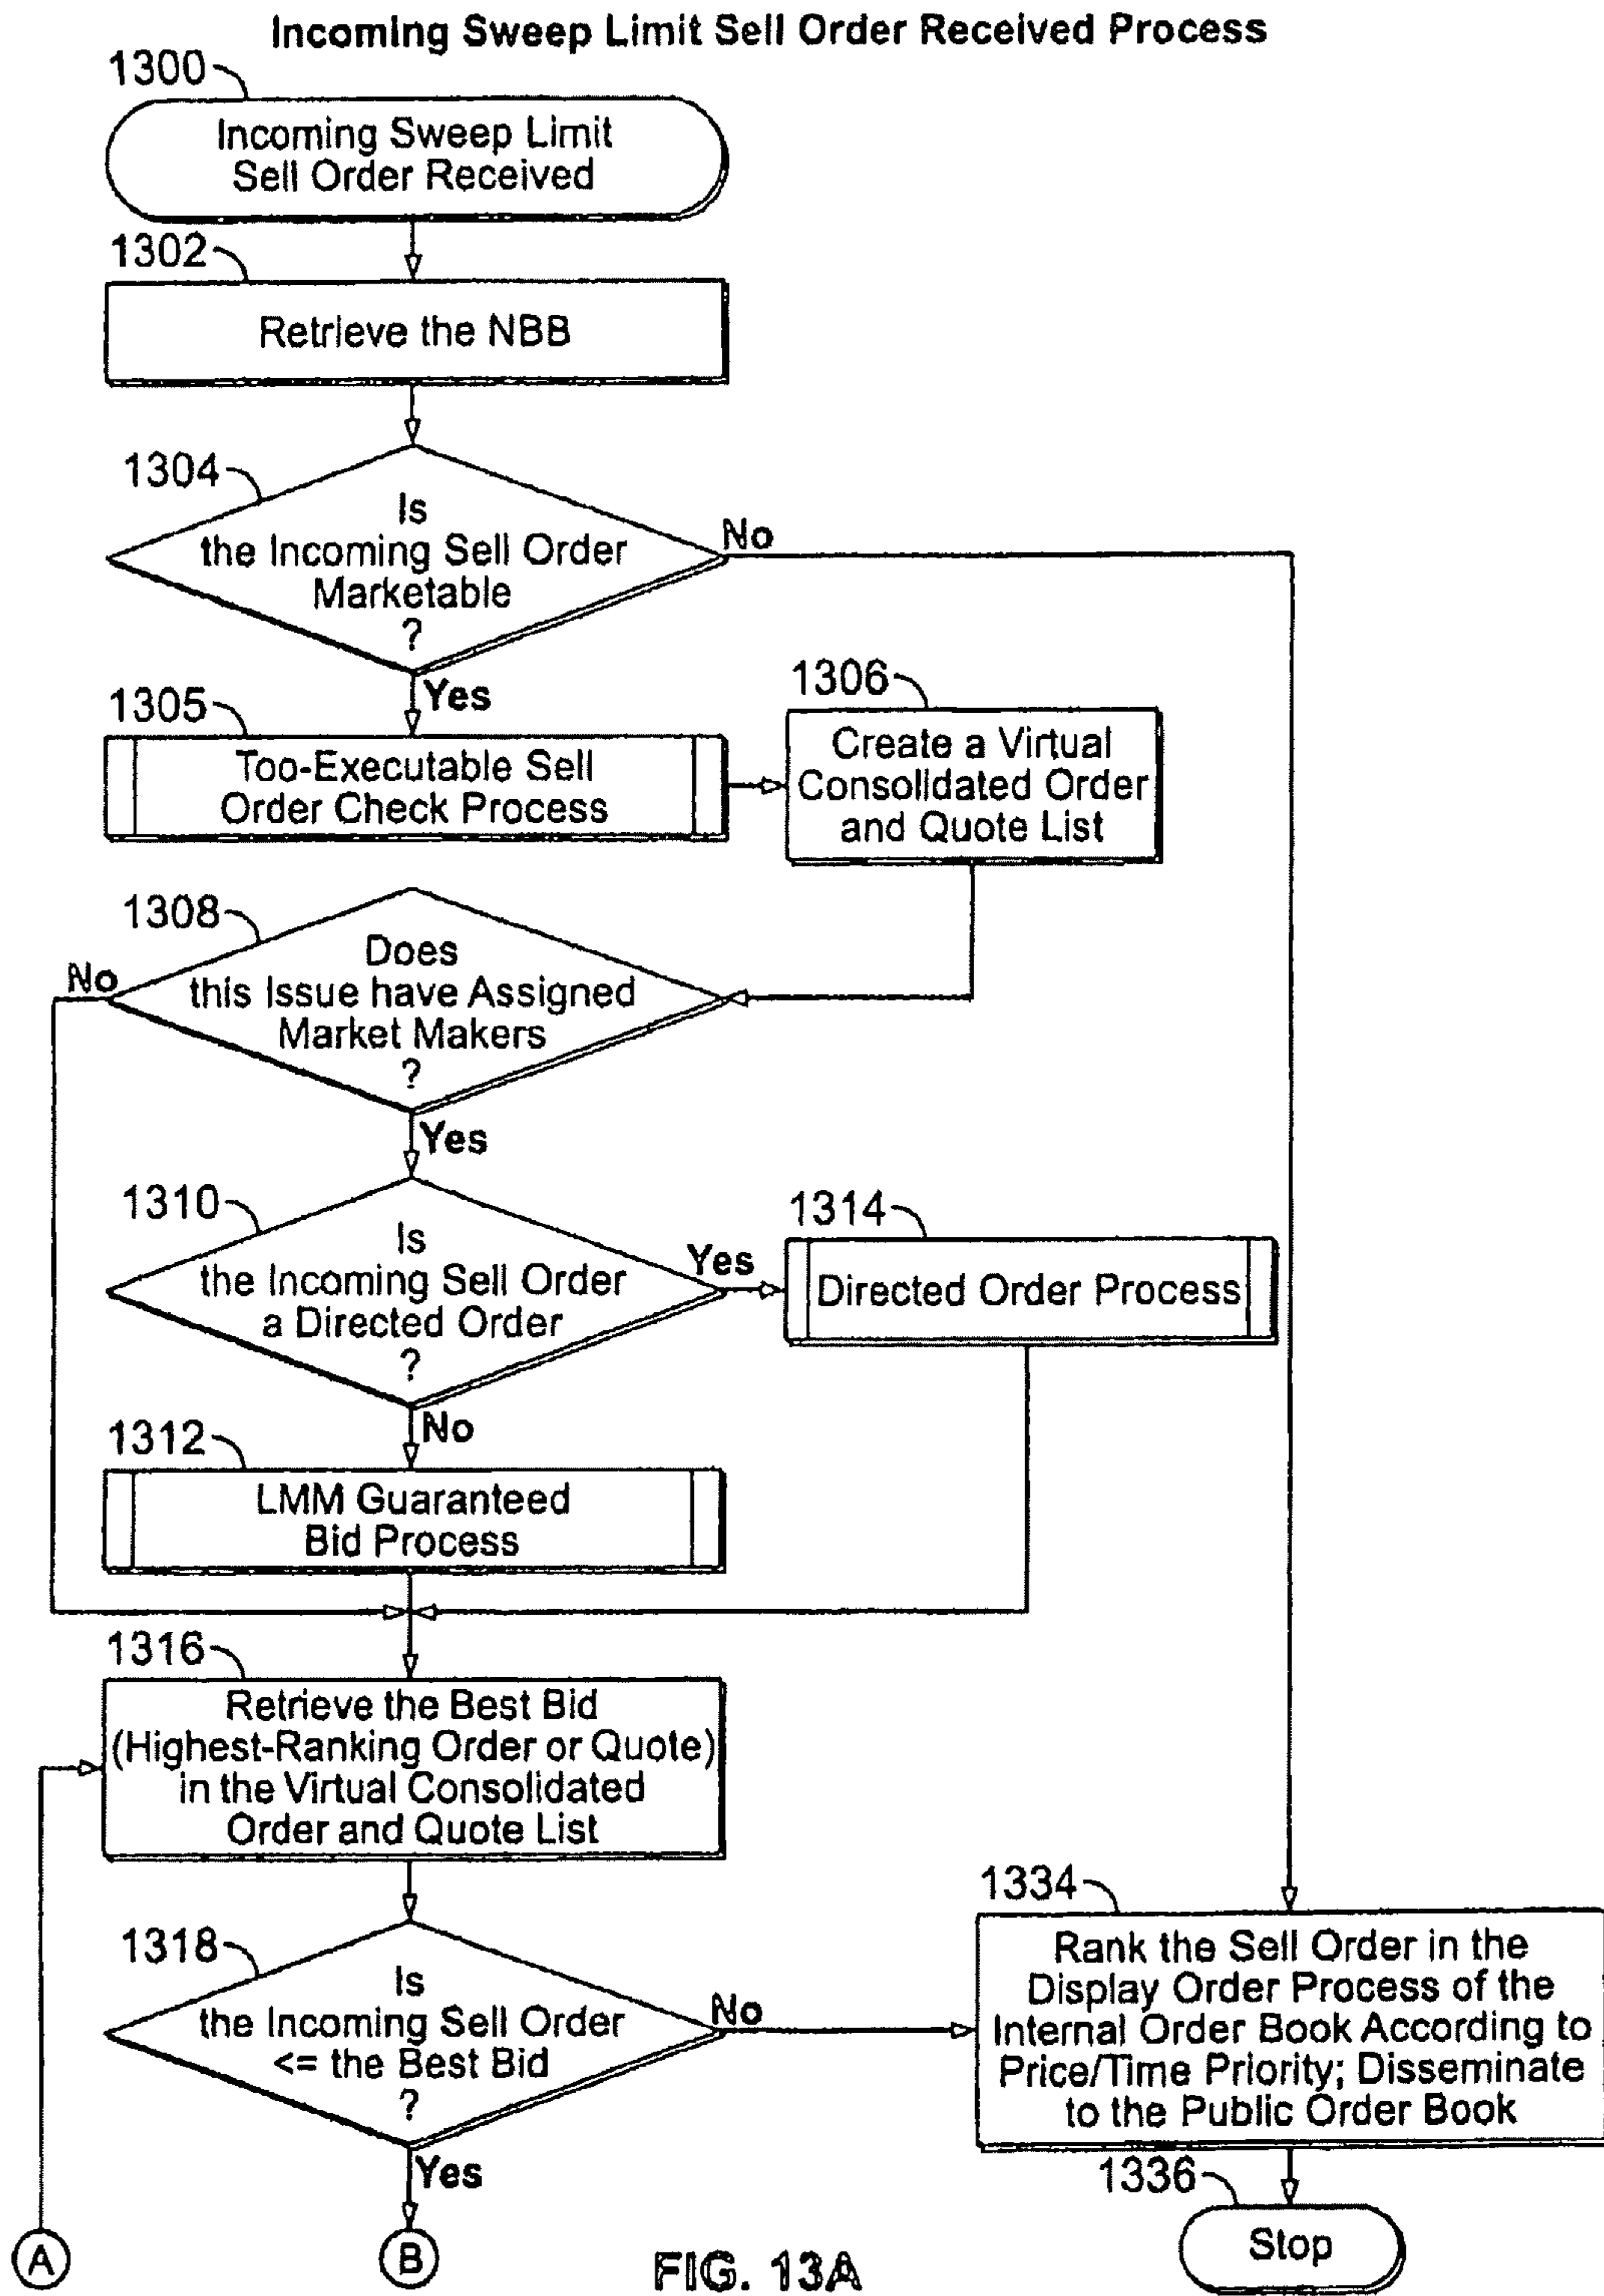 Incoming Sweep Limit Sell Order Received Process
1300
Incoming Sweep Limit
Sell Order Received
1302
Retrieve the NBB
1304
Is
the Incoming Sell Order
Marketable
?
No
Yes
1305
Too-Executable Sell
Order Check Process
1306
Create a Virtual
Consolidated Order
and Quote List
1308
Does
this Issue have Assigned
Market Makers
?
No
Yes
1310
Is
the Incoming Sell Order
a Directed Order
?
Yes
1314
Directed Order Process
No
1312
LMM Guaranteed
Bid Process
1316
Retrieve the Best Bid
(Highest-Ranking Order or Quote)
in the Virtual Consolidated
Order and Quote List
1318
Is
the Incoming Sell Order
<= the Best Bid
?
No
Yes
1334
Rank the Sell Order in the
Display Order Process of the
Internal Order Book According to
Price/Time Priority; Disseminate
to the Public Order Book
1336
Stop
A
B
FIG. 13A